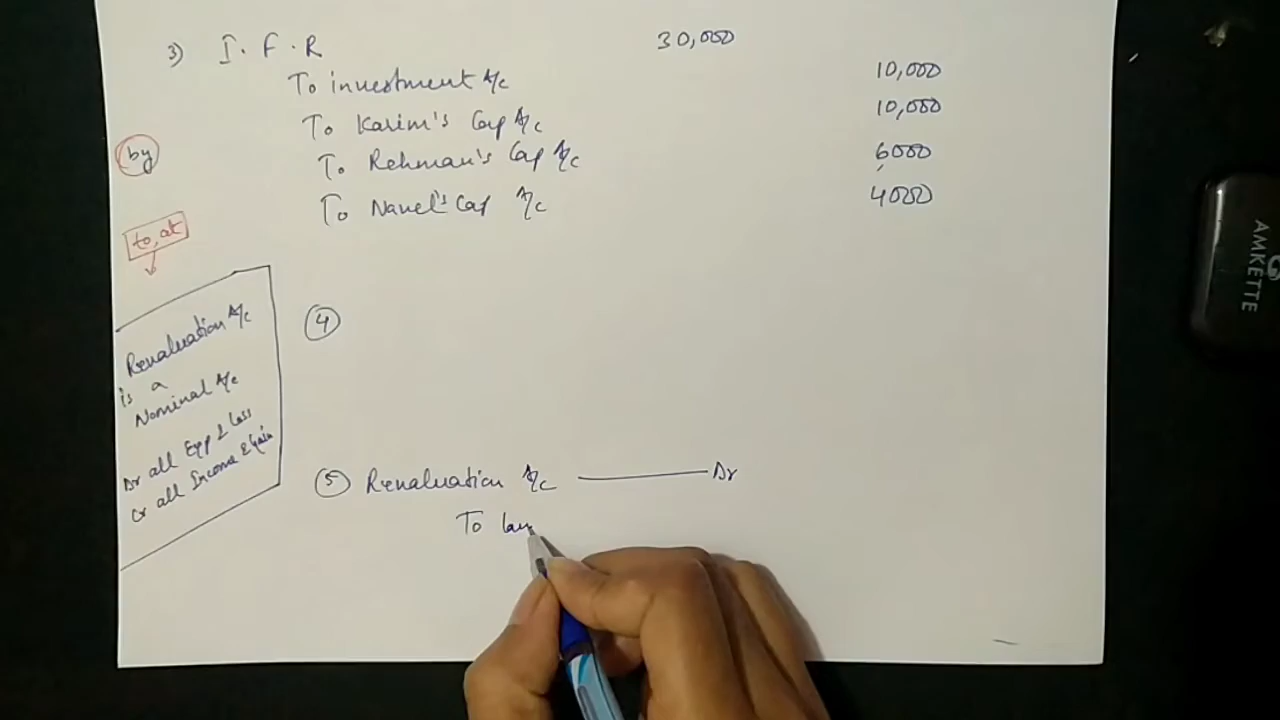 3) I.F.R 30,000
To investment A/c 10,000
To Karim's Cap A/c 10,000
To Rehman's Cap A/c 6000
To Navel's Cap A/c 4000
by
to, at
Revaluation A/c
is a
Nominal A/c
Dr all Exp & Loss
Cr all Income & Gain
4
5 Revaluation A/c Dr
To lan
AMKETTE